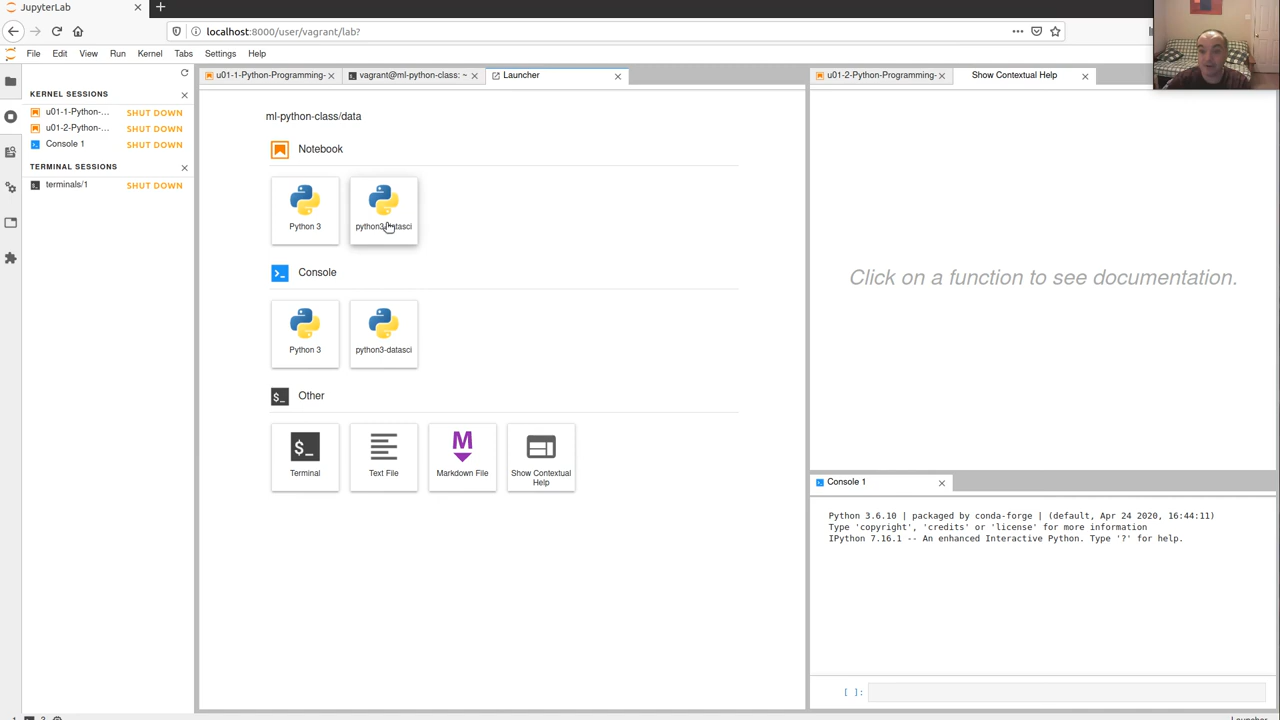 JupyterLab
localhost:8000/user/vagrant/lab?
File Edit View Run Kernel Tabs Settings Help
KERNEL SESSIONS
u01-1-Python-... SHUT DOWN
u01-2-Python-... SHUT DOWN
Console 1 SHUT DOWN
TERMINAL SESSIONS
terminals/1 SHUT DOWN
u01-1-Python-Programming-
vagrant@ml-python-class: ~
Launcher
ml-python-class/data
Notebook
Python 3
python3-datasci
Console
Python 3
python3-datasci
Other
$_ Terminal
Text File
M Markdown File
Show Contextual
Help
u01-2-Python-Programming-
Show Contextual Help
Click on a function to see documentation.
Console 1
Python 3.6.10 | packaged by conda-forge | (default, Apr 24 2020, 16:44:11)
Type 'copyright', 'credits' or 'license' for more information
IPython 7.16.1 -- An enhanced Interactive Python. Type '?' for help.
[ ]: